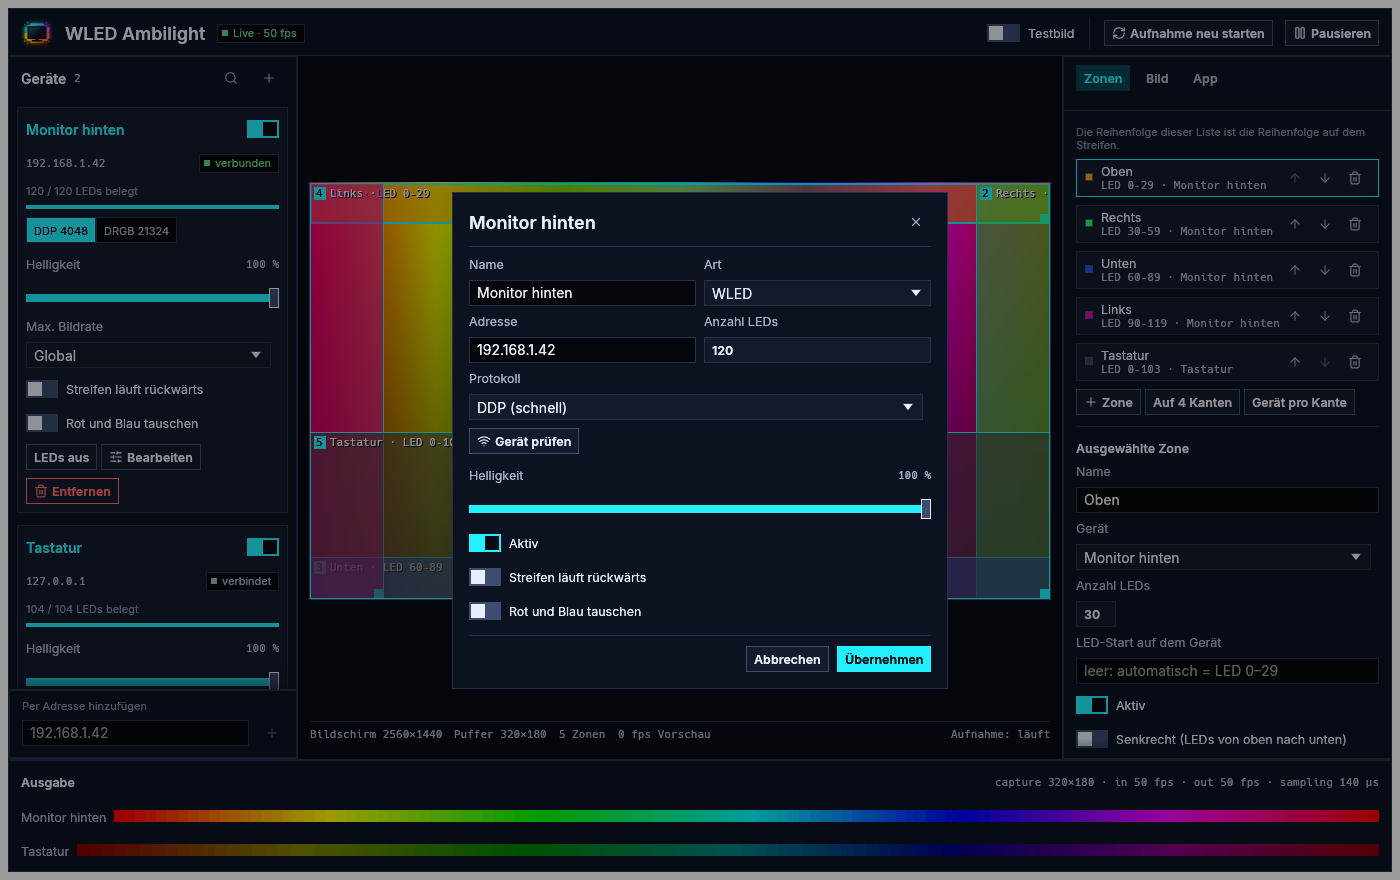 WLED Ambilight
Live · 50 fps
Testbild
Aufnahme neu starten
Pausieren
Geräte 2
Monitor hinten
192.168.1.42
verbunden
120 / 120 LEDs belegt
DDP 4048
DRGB 21324
Helligkeit
100 %
Max. Bildrate
Global
Streifen läuft rückwärts
Rot und Blau tauschen
LEDs aus
Bearbeiten
Entfernen
Tastatur
127.0.0.1
verbindet
104 / 104 LEDs belegt
Helligkeit
100 %
Per Adresse hinzufügen
192.168.1.42
4 Links · LED 0-29
2 Rechts ·
5 Tastatur · LED 0-10
3 Unten · LED 60-89
Monitor hinten
Name
Art
Monitor hinten
WLED
Adresse
Anzahl LEDs
192.168.1.42
120
Protokoll
DDP (schnell)
Gerät prüfen
Helligkeit
100 %
Aktiv
Streifen läuft rückwärts
Rot und Blau tauschen
Abbrechen
Übernehmen
Bildschirm 2560×1440 Puffer 320×180 5 Zonen 0 fps Vorschau
Aufnahme: läuft
Zonen
Bild
App
Die Reihenfolge dieser Liste ist die Reihenfolge auf dem
Streifen.
Oben
LED 0-29 · Monitor hinten
Rechts
LED 30-59 · Monitor hinten
Unten
LED 60-89 · Monitor hinten
Links
LED 90-119 · Monitor hinten
Tastatur
LED 0-103 · Tastatur
Zone
Auf 4 Kanten
Gerät pro Kante
Ausgewählte Zone
Name
Oben
Gerät
Monitor hinten
Anzahl LEDs
30
LED-Start auf dem Gerät
leer: automatisch = LED 0–29
Aktiv
Senkrecht (LEDs von oben nach unten)
Ausgabe
capture 320×180 · in 50 fps · out 50 fps · sampling 140 µs
Monitor hinten
Tastatur